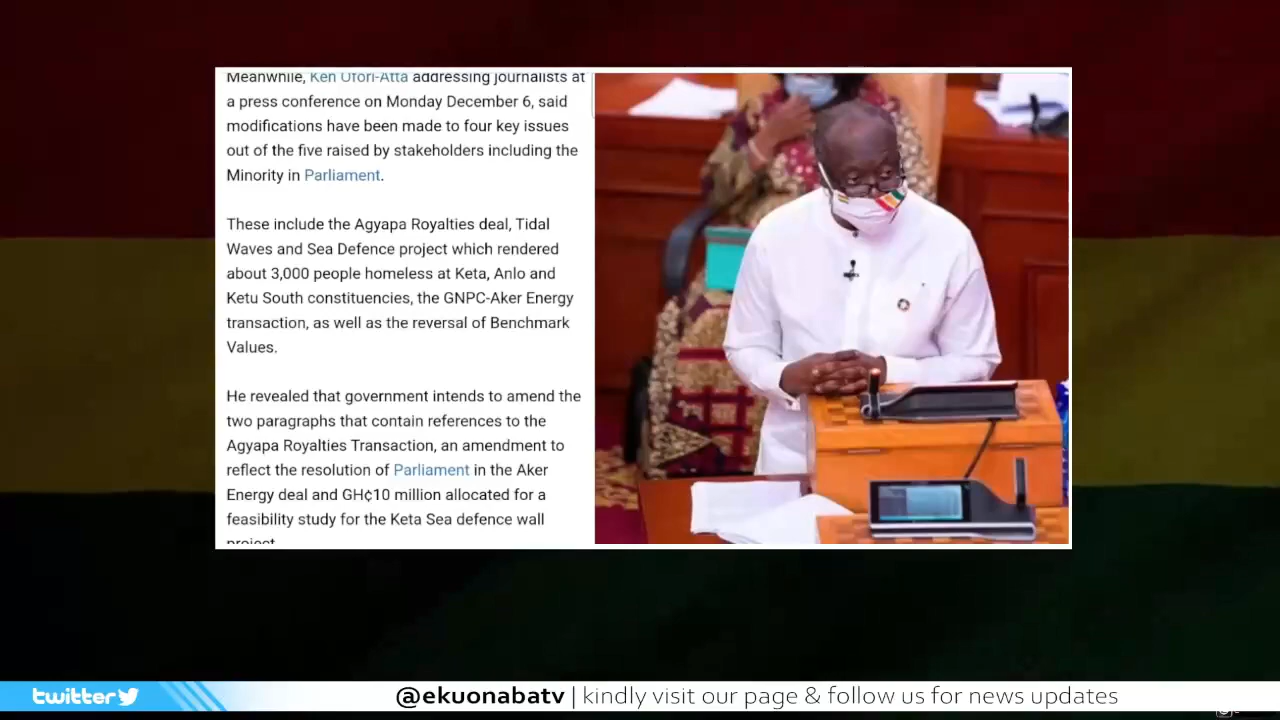 Meanwhile, Ken Ofori-Atta addressing journalists at
a press conference on Monday December 6, said
modifications have been made to four key issues
out of the five raised by stakeholders including the
Minority in Parliament.
These include the Agyapa Royalties deal, Tidal
Waves and Sea Defence project which rendered
about 3,000 people homeless at Keta, Anlo and
Ketu South constituencies, the GNPC-Aker Energy
transaction, as well as the reversal of Benchmark
Values.
He revealed that government intends to amend the
two paragraphs that contain references to the
Agyapa Royalties Transaction, an amendment to
reflect the resolution of Parliament in the Aker
Energy deal and GH¢10 million allocated for a
feasibility study for the Keta Sea defence wall
project
twitter @ekuonabatv | kindly visit our page & follow us for news updates